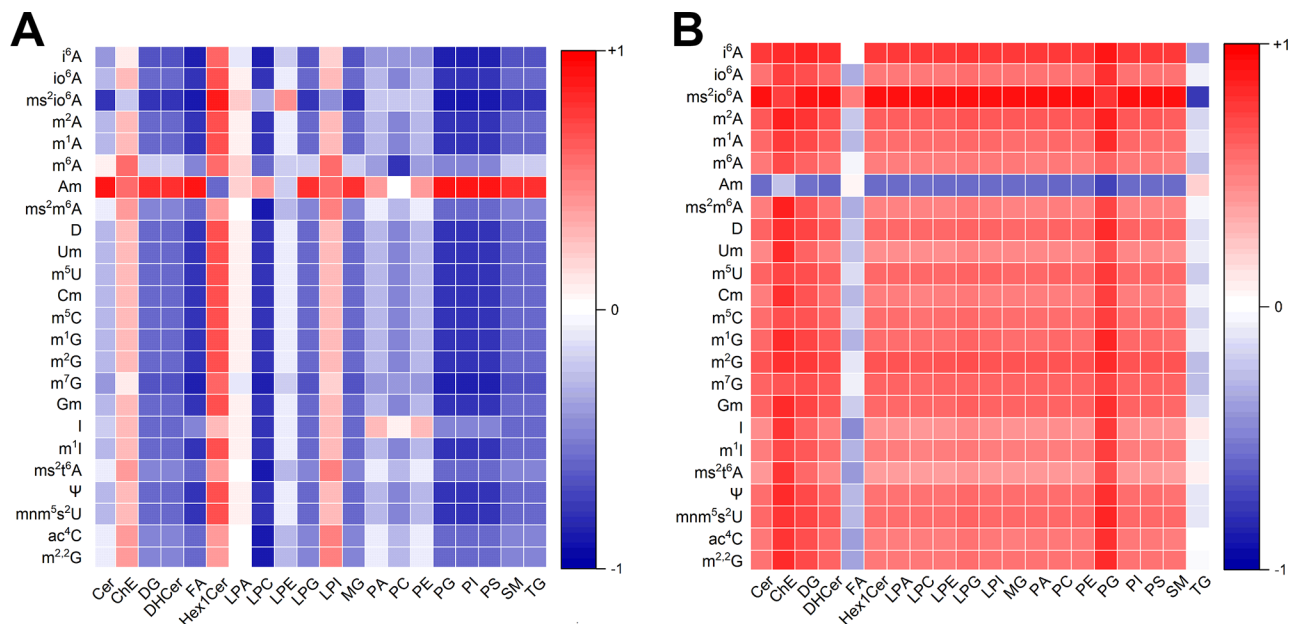 A
i⁶A
io⁶A
ms²io⁶A
m²A
m¹A
m⁶A
Am
ms²m⁶A
D
Um
m⁵U
Cm
m⁵C
m¹G
m²G
m⁷G
Gm
I
m¹I
ms²t⁶A
Ψ
mnm⁵s²U
ac⁴C
m²·²G
Cer ChE DG DHCer FA Hex1Cer LPA LPC LPE LPG LPI MG PA PC PE PG PI PS SM TG
+1
0
-1
B
i⁶A
io⁶A
ms²io⁶A
m²A
m¹A
m⁶A
Am
ms²m⁶A
D
Um
m⁵U
Cm
m⁵C
m¹G
m²G
m⁷G
Gm
I
m¹I
ms²t⁶A
Ψ
mnm⁵s²U
ac⁴C
m²·²G
Cer ChE DG DHCer FA Hex1Cer LPA LPC LPE LPG LPI MG PA PC PE PG PI PS SM TG
+1
0
-1